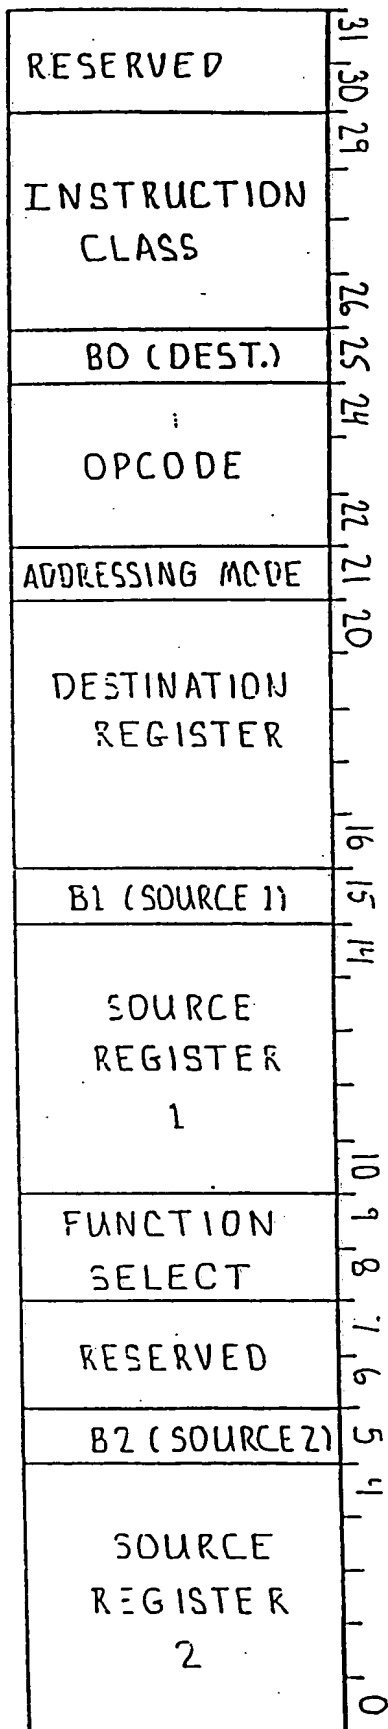 RESERVED
31
30
INSTRUCTION
CLASS
29
26
B0 (DEST.)
25
OPCODE
24
22
ADDRESSING MODE
21
DESTINATION
REGISTER
20
16
B1 (SOURCE 1)
15
SOURCE
REGISTER
1
14
10
FUNCTION
SELECT
9
8
RESERVED
7
6
B2 (SOURCE 2)
5
SOURCE
REGISTER
2
4
0